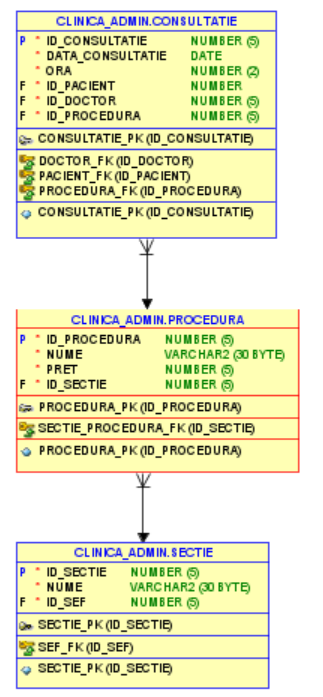 CLINICA_ADMIN.CONSULTATIE
P * ID_CONSULTATIE NUMBER (5)
* DATA_CONSULTATIE DATE
* ORA NUMBER (2)
F * ID_PACIENT NUMBER
F * ID_DOCTOR NUMBER (5)
F * ID_PROCEDURA NUMBER (5)
CONSULTATIE_PK (ID_CONSULTATIE)
DOCTOR_FK (ID_DOCTOR)
PACIENT_FK (ID_PACIENT)
PROCEDURA_FK (ID_PROCEDURA)
CONSULTATIE_PK (ID_CONSULTATIE)
CLINICA_ADMIN.PROCEDURA
P * ID_PROCEDURA NUMBER (5)
* NUME VARCHAR2 (30 BYTE)
* PRET NUMBER (5)
F * ID_SECTIE NUMBER (5)
PROCEDURA_PK (ID_PROCEDURA)
SECTIE_PROCEDURA_FK (ID_SECTIE)
PROCEDURA_PK (ID_PROCEDURA)
CLINICA_ADMIN.SECTIE
P * ID_SECTIE NUMBER (5)
* NUME VARCHAR2 (30 BYTE)
F * ID_SEF NUMBER (5)
SECTIE_PK (ID_SECTIE)
SEF_FK (ID_SEF)
SECTIE_PK (ID_SECTIE)